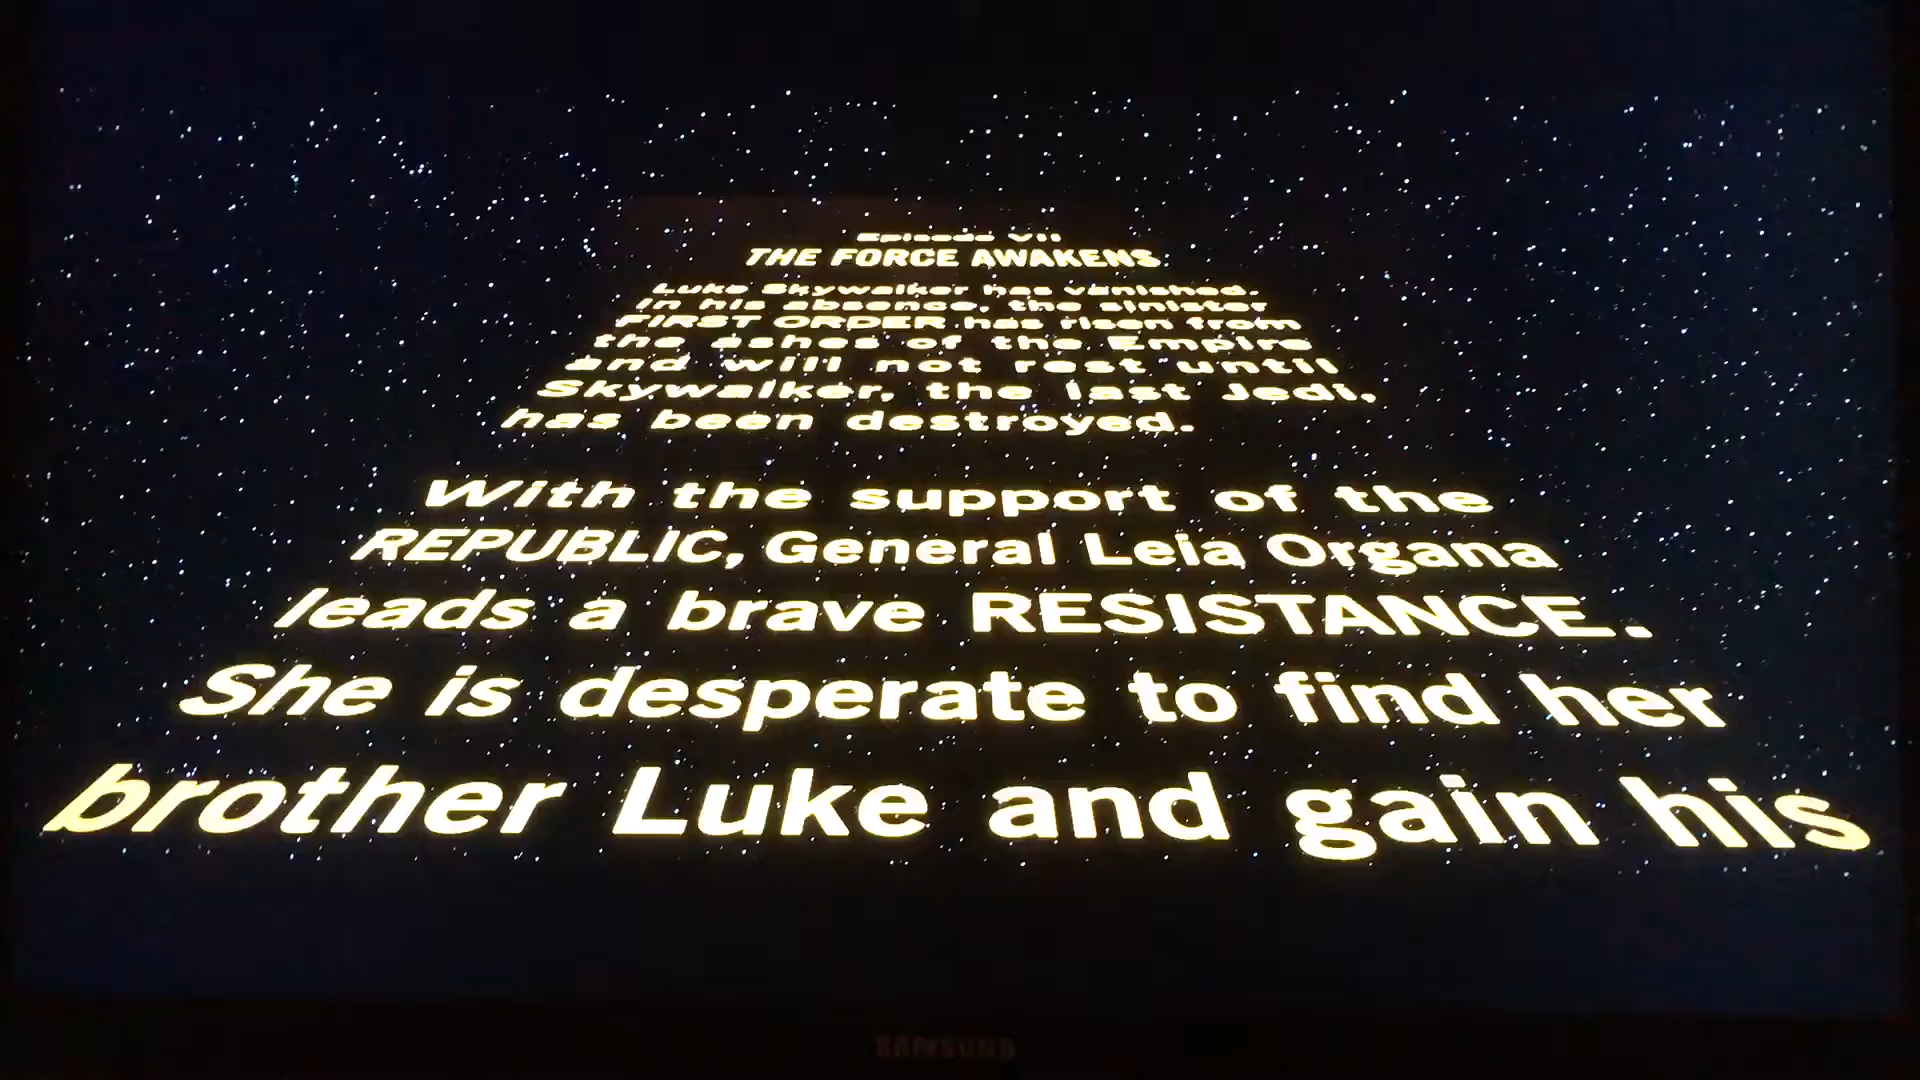 Episode VII
THE FORCE AWAKENS
Luke Skywalker has vanished.
In his absence, the sinister
FIRST ORDER has risen from
the ashes of the Empire
and will not rest until
Skywalker, the last Jedi,
has been destroyed.
With the support of the
REPUBLIC, General Leia Organa
leads a brave RESISTANCE.
She is desperate to find her
brother Luke and gain his
SAMSUNG